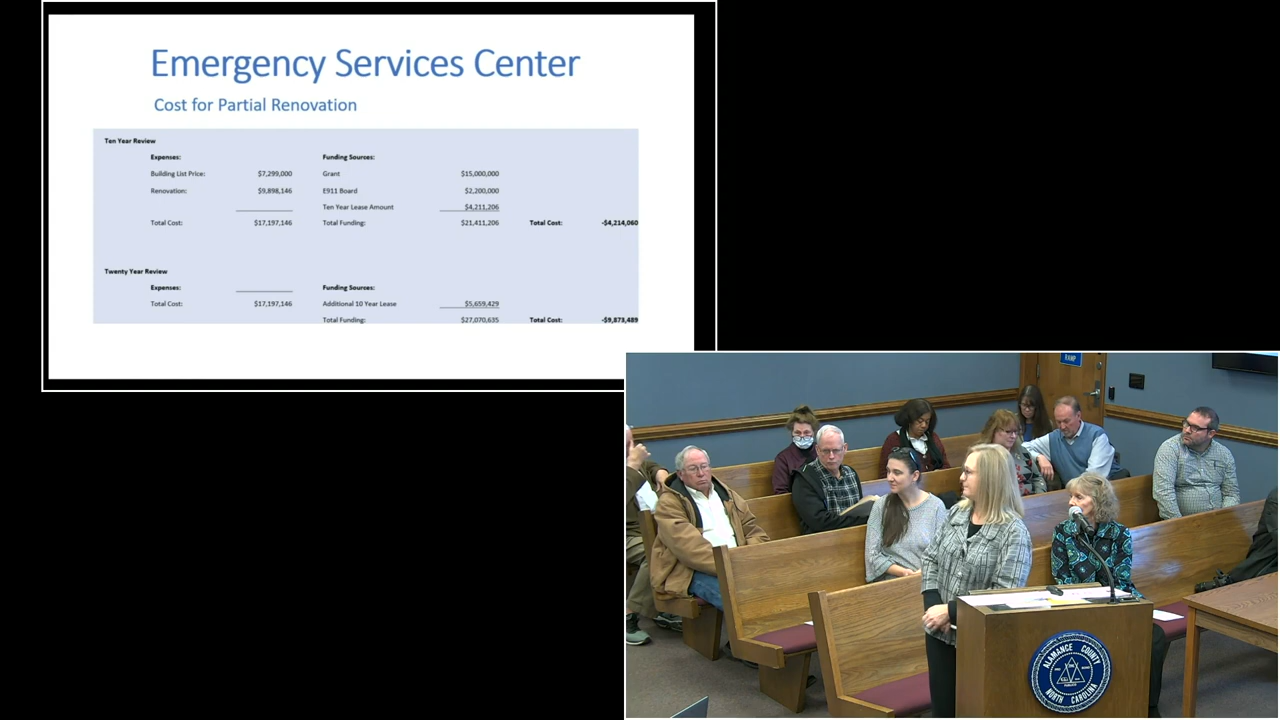 Emergency Services Center
Cost for Partial Renovation
Ten Year Review
Expenses: Funding Sources:
Building List Price: $7,299,000 Grant $15,000,000
Renovation: $9,898,146 E911 Board $2,200,000
Ten Year Lease Amount $4,211,206
Total Cost: $17,197,146 Total Funding: $21,411,206 Total Cost: -$4,214,060
Twenty Year Review
Expenses: Funding Sources:
Total Cost: $17,197,146 Additional 10 Year Lease $5,659,429
Total Funding: $27,070,635 Total Cost: -$9,873,489
RAMP
ALAMANCE COUNTY
NORTH CAROLINA